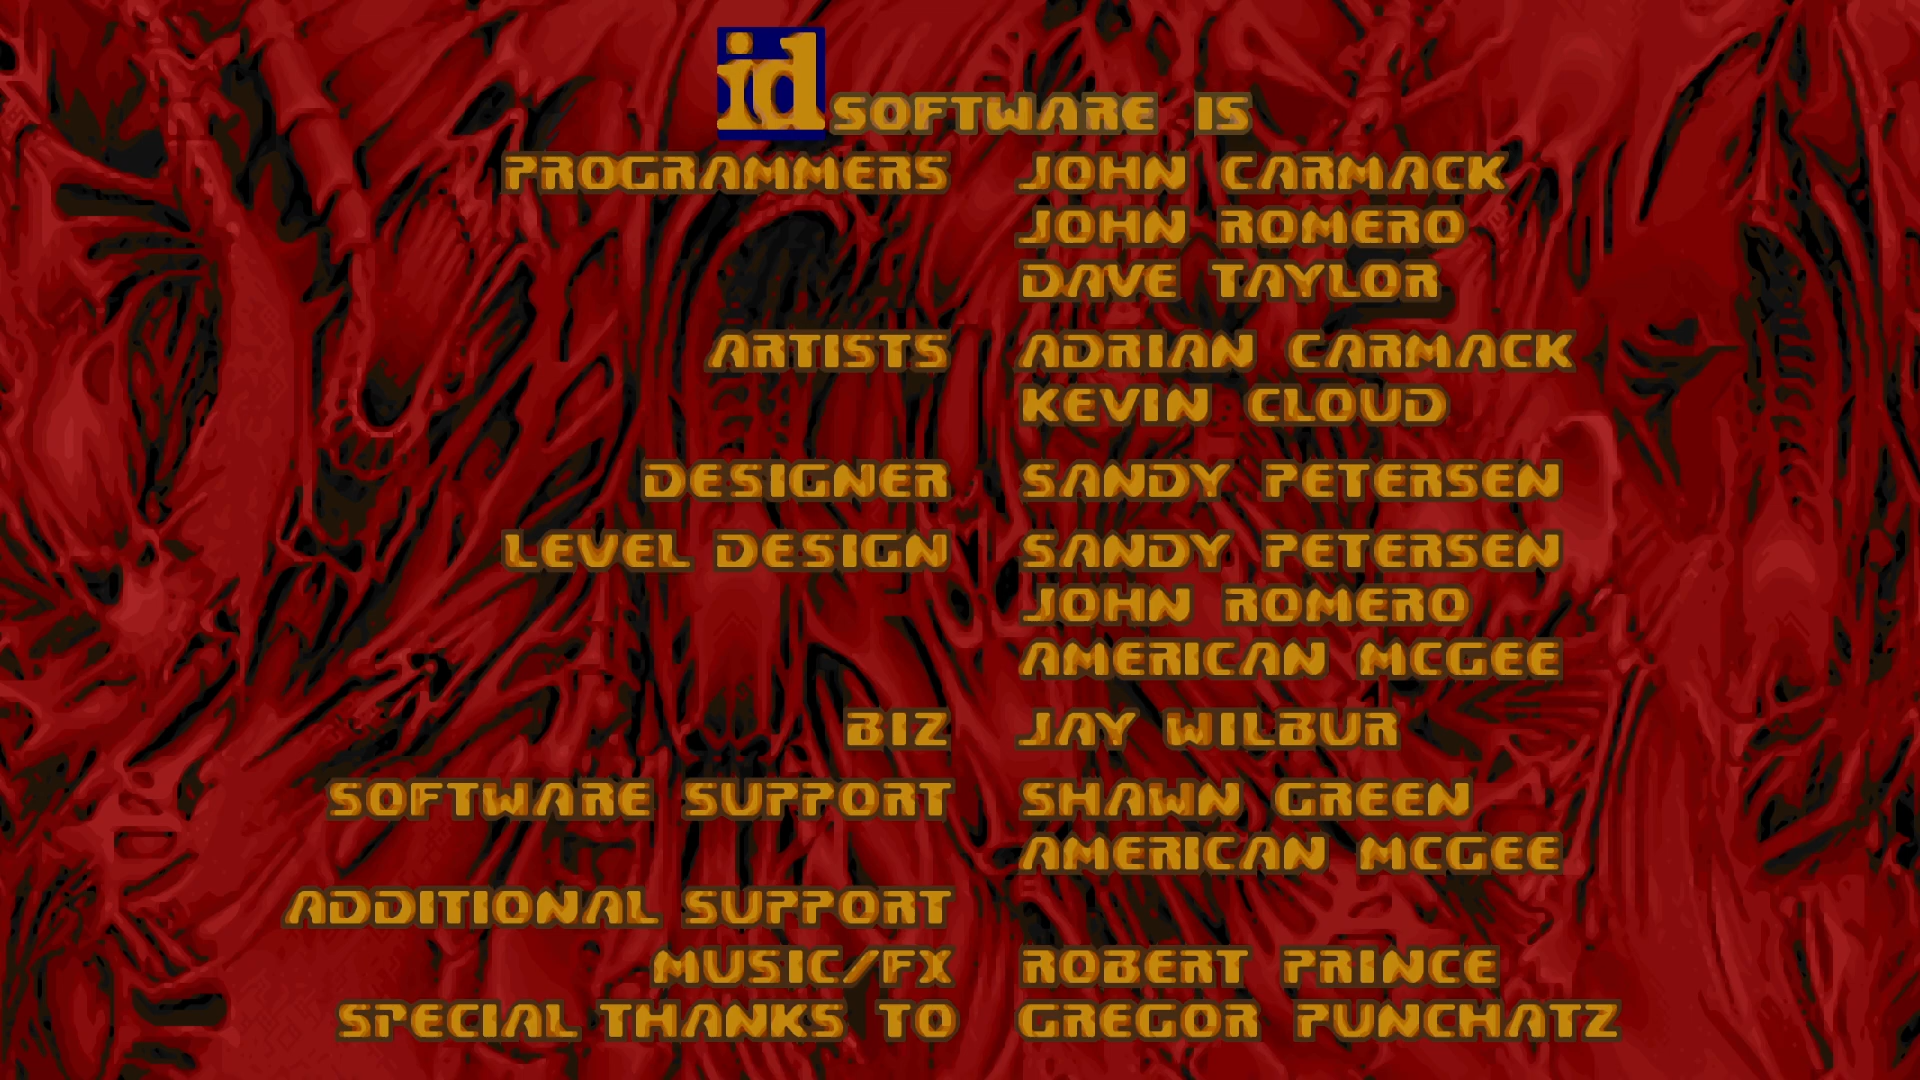 id SOFTWARE IS
PROGRAMMERS JOHN CARMACK
JOHN ROMERO
DAVE TAYLOR
ARTISTS ADRIAN CARMACK
KEVIN CLOUD
DESIGNER SANDY PETERSEN
LEVEL DESIGN SANDY PETERSEN
JOHN ROMERO
AMERICAN MCGEE
BIZ JAY WILBUR
SOFTWARE SUPPORT SHAWN GREEN
AMERICAN MCGEE
ADDITIONAL SUPPORT
MUSIC/FX ROBERT PRINCE
SPECIAL THANKS TO GREGOR PUNCHATZ